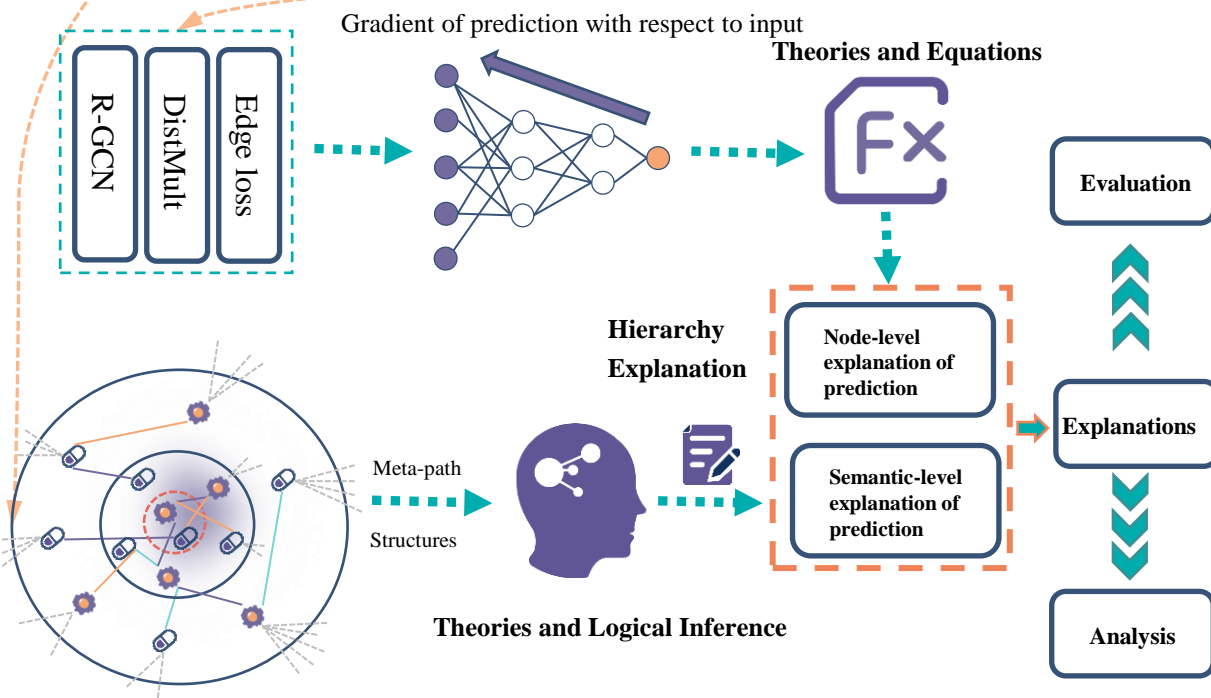 Gradient of prediction with respect to input
Theories and Equations
R-GCN
DistMult
Edge loss
Fx
Evaluation
Hierarchy
Explanation
Node-level
explanation of
prediction
Explanations
Meta-path
Structures
Semantic-level
explanation of
prediction
Theories and Logical Inference
Analysis